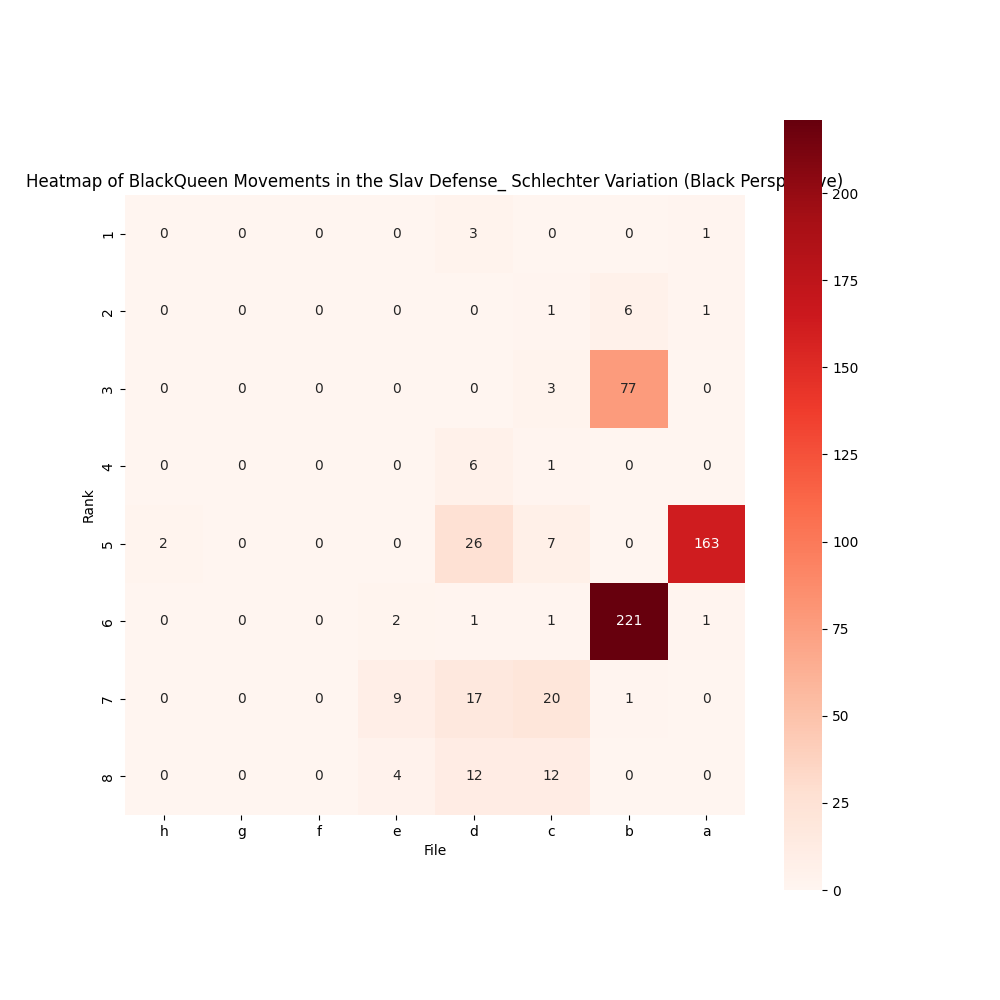 Heatmap of BlackQueen Movements in the Slav Defense_ Schlechter Variation (Black Perspective)
1 0 0 0 0 3 0 0 1
2 0 0 0 0 0 1 6 1
3 0 0 0 0 0 3 77 0
4 0 0 0 0 6 1 0 0
5 2 0 0 0 26 7 0 163
6 0 0 0 2 1 1 221 1
7 0 0 0 9 17 20 1 0
8 0 0 0 4 12 12 0 0
h g f e d c b a
File
Rank
200
175
150
125
100
75
50
25
0